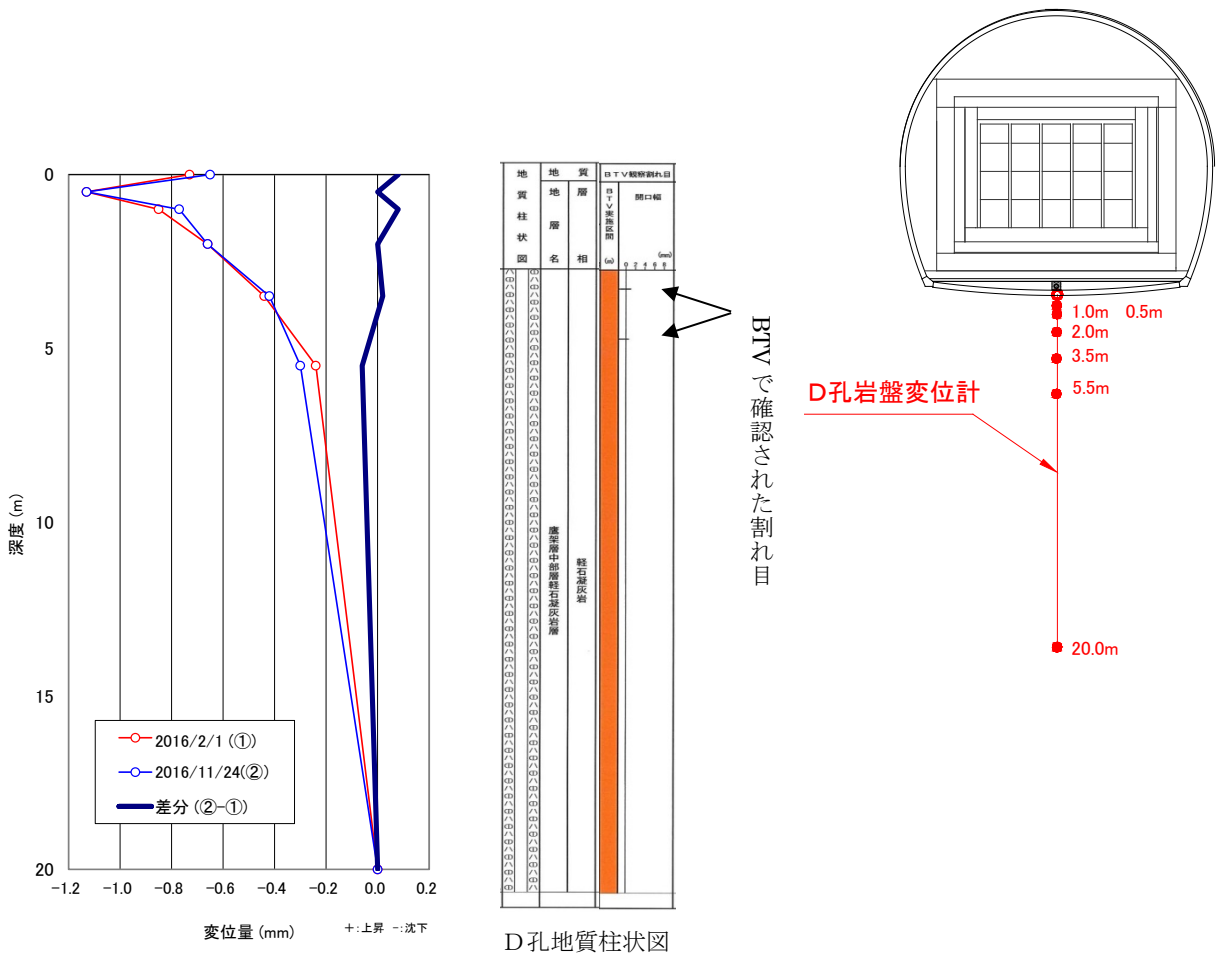 0
5
10
15
20
深度 (m)
-1.2
-1.0
-0.8
-0.6
-0.4
-0.2
0.0
0.2
変位量 (mm)
+:上昇 -:沈下
2016/2/1 (①)
2016/11/24(②)
差分 (②-①)
地質柱状図
地質
地層名
層相
BTV観察割れ目
BTV実施区間
(m)
開口幅
(mm)
0 2 4 6 8
鷹架層中部層軽石凝灰岩層
軽石凝灰岩
D孔地質柱状図
BTVで確認された割れ目
1.0m 0.5m
2.0m
3.5m
5.5m
D孔岩盤変位計
20.0m